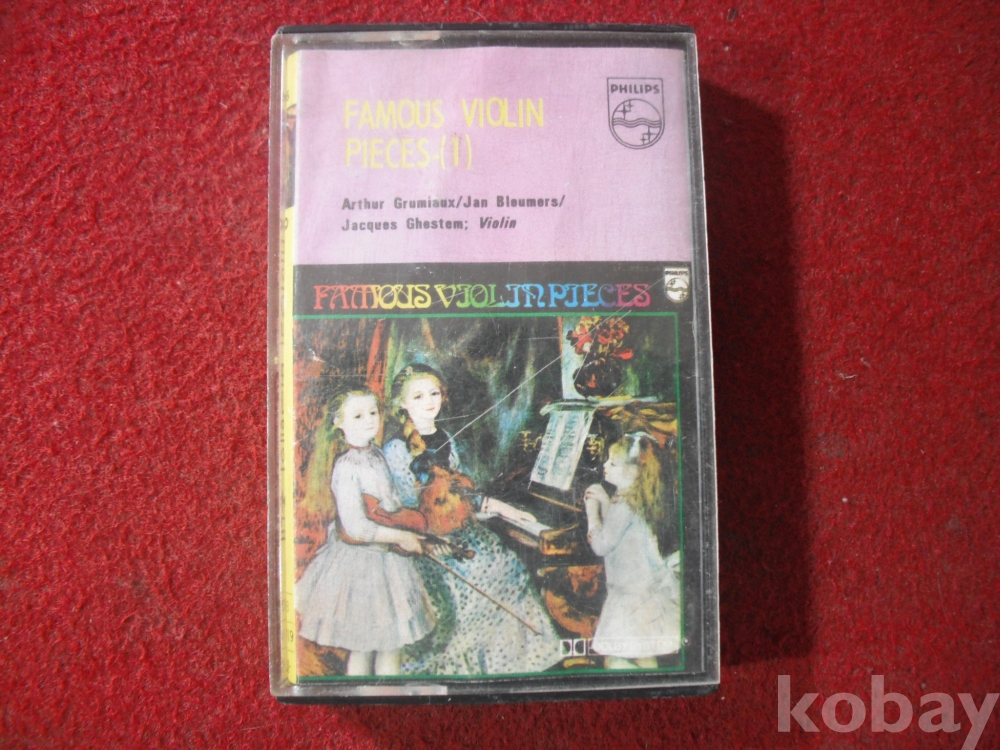 FAMOUS VIOLIN
PIECES-(1)
PHILIPS
Arthur Grumiaux/Jan Bleumers/
Jacques Ghestem; Violin
FAMOUS VIOLIN PIECES
PHILIPS
kobay